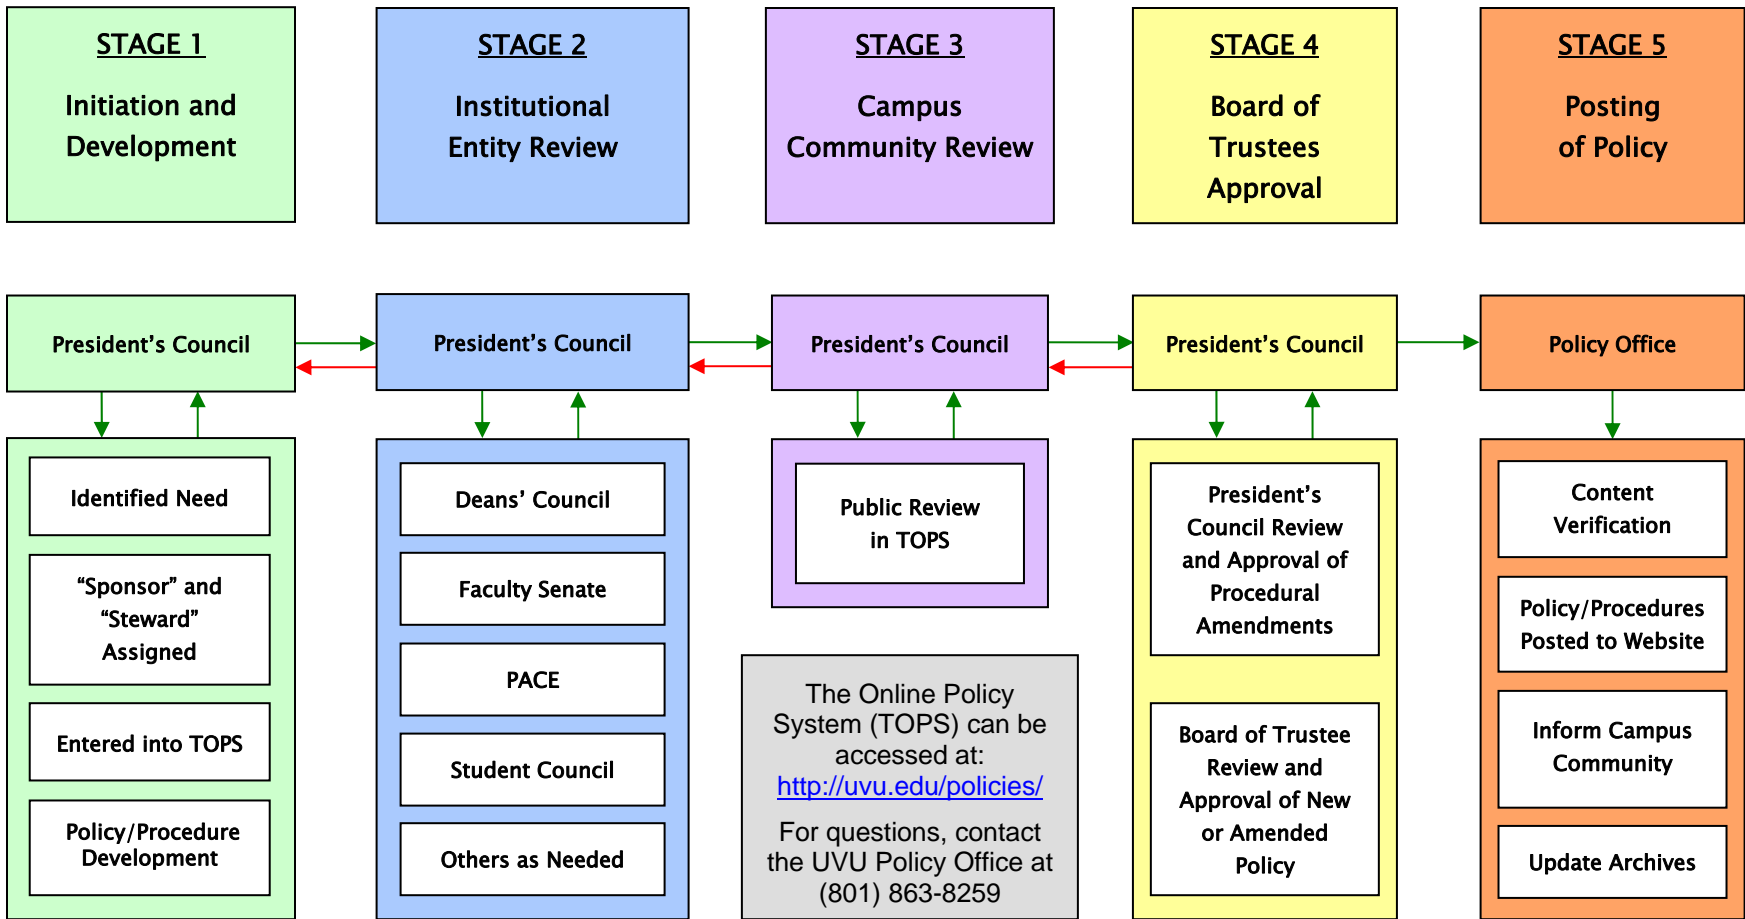 STAGE 1
Initiation and
Development
STAGE 2
Institutional
Entity Review
STAGE 3
Campus
Community Review
STAGE 4
Board of
Trustees
Approval
STAGE 5
Posting
of Policy
President’s Council
President’s Council
President’s Council
President’s Council
Policy Office
Identified Need
“Sponsor” and
“Steward”
Assigned
Entered into TOPS
Policy/Procedure
Development
Deans’ Council
Faculty Senate
PACE
Student Council
Others as Needed
Public Review
in TOPS
The Online Policy
System (TOPS) can be
accessed at:
http://uvu.edu/policies/
For questions, contact
the UVU Policy Office at
(801) 863-8259
President’s
Council Review
and Approval of
Procedural
Amendments
Board of Trustee
Review and
Approval of New
or Amended
Policy
Content
Verification
Policy/Procedures
Posted to Website
Inform Campus
Community
Update Archives